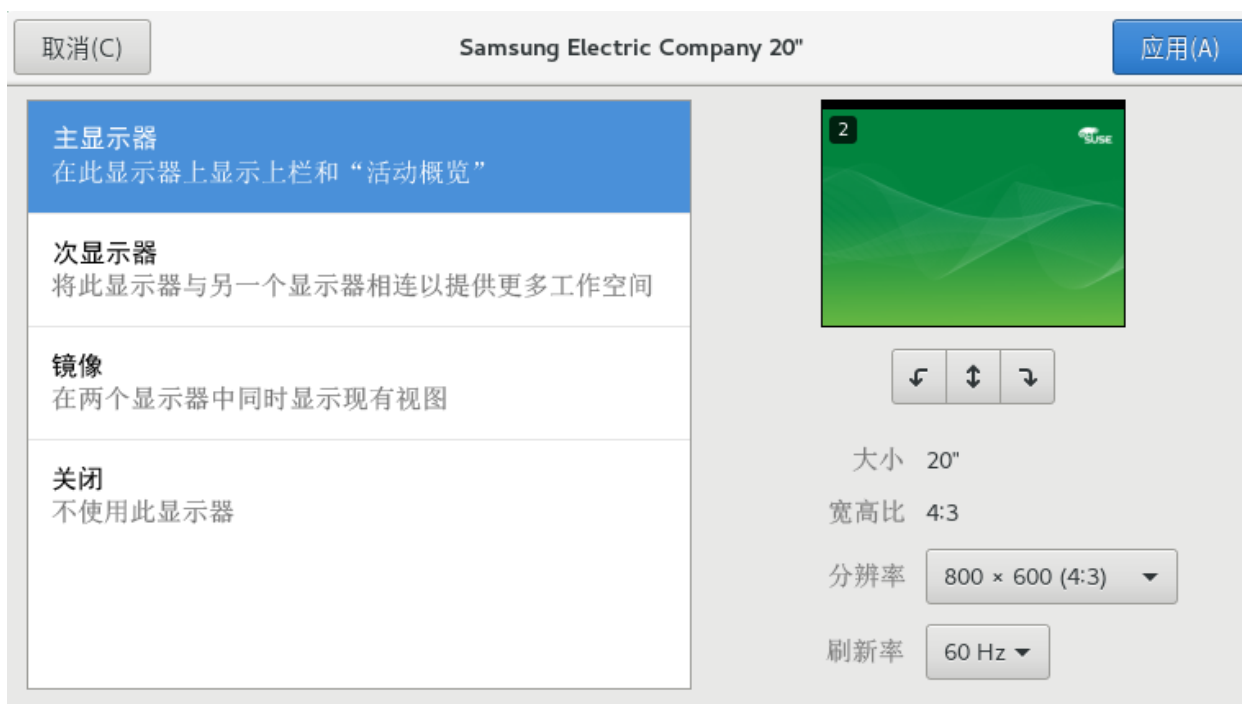 取消(C)
Samsung Electric Company 20"
应用(A)
主显示器
在此显示器上显示上栏和“活动概览”
次显示器
将此显示器与另一个显示器相连以提供更多工作空间
镜像
在两个显示器中同时显示现有视图
关闭
不使用此显示器
2
SUSE
大小 20"
宽高比 4:3
分辨率 800 × 600 (4:3)
刷新率 60 Hz